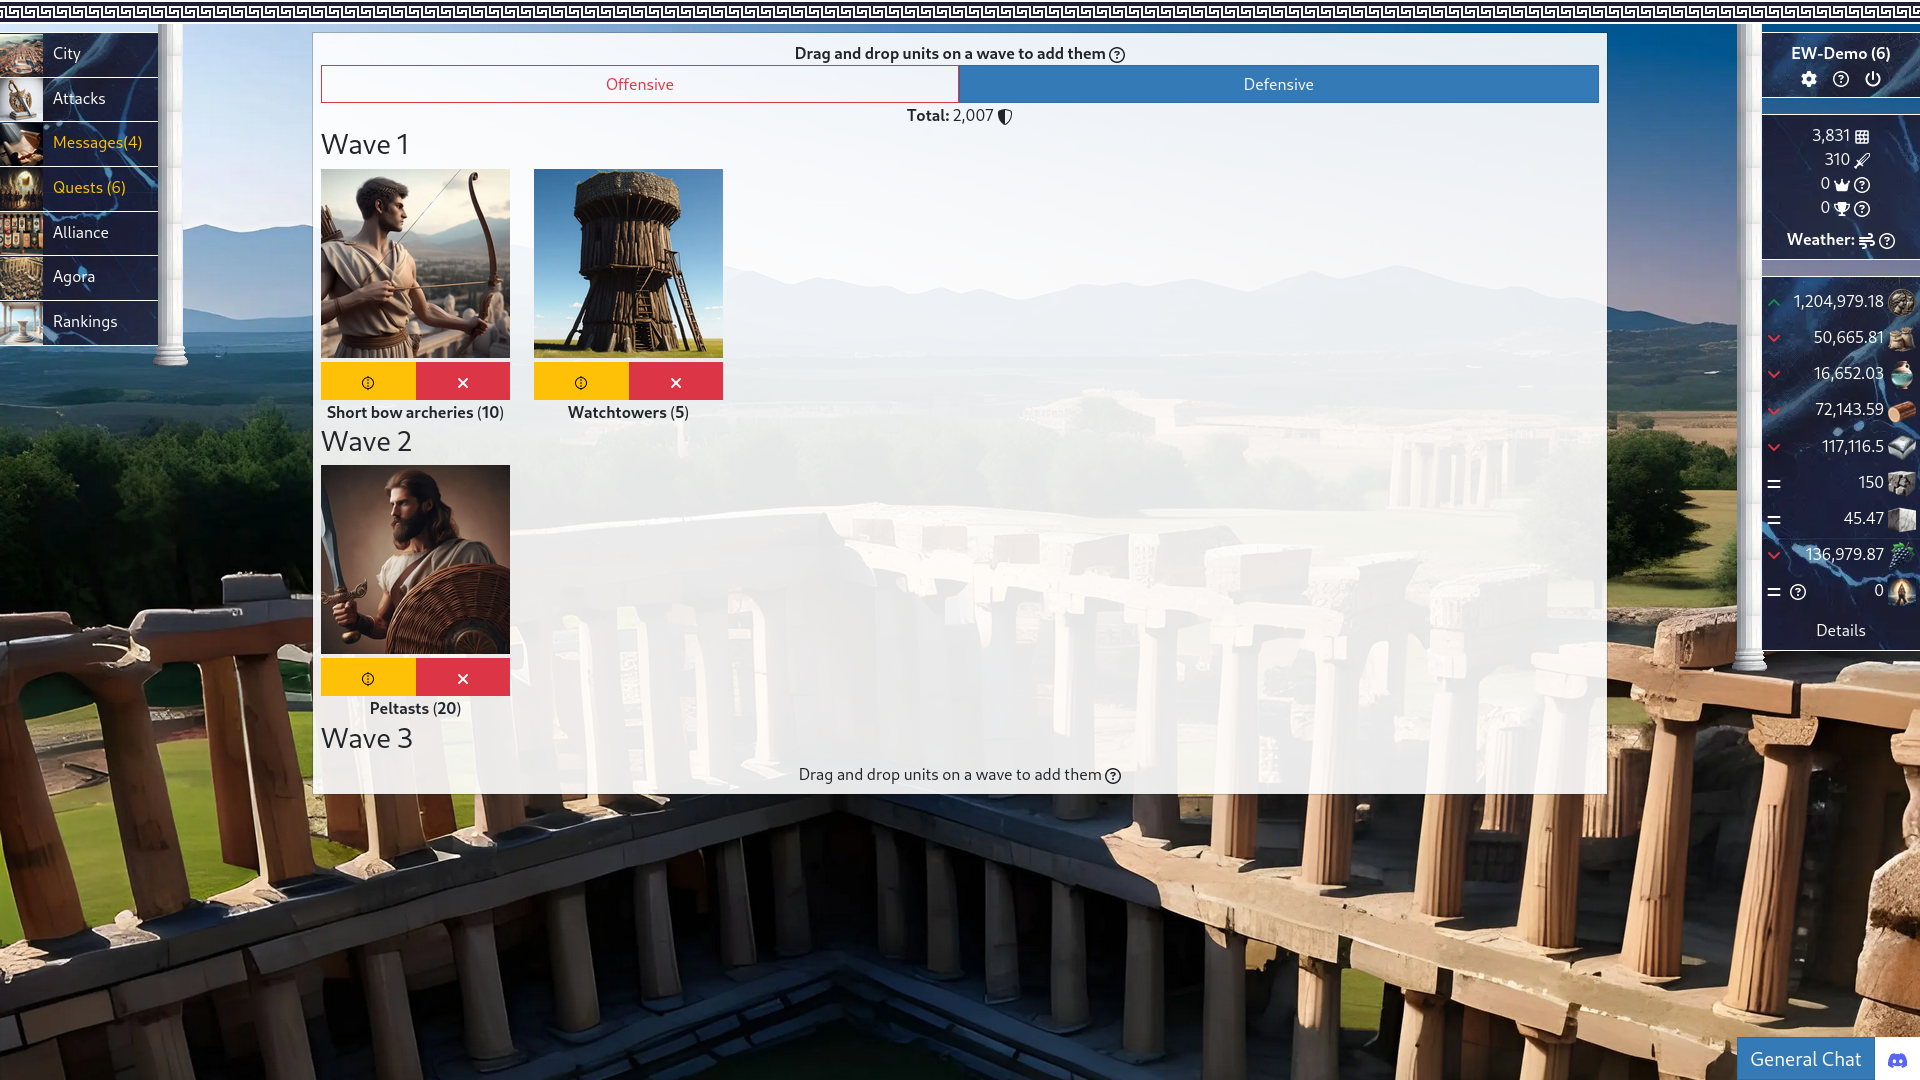 City
Attacks
Messages(4)
Quests (6)
Alliance
Agora
Rankings
Drag and drop units on a wave to add them
Offensive
Defensive
Total: 2,007
Wave 1
Short bow archeries (10)
Watchtowers (5)
Wave 2
Peltasts (20)
Wave 3
Drag and drop units on a wave to add them
EW-Demo (6)
3,831
310
0
0
Weather:
1,204,979.18
50,665.81
16,652.03
72,143.59
117,116.5
150
45.47
136,979.87
0
Details
General Chat